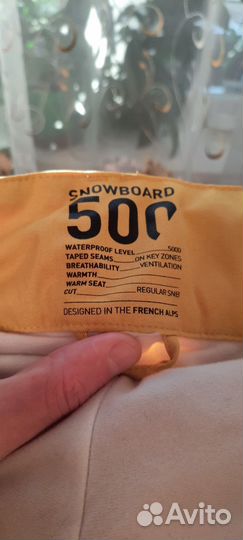 SNOWBOARD
500
WATERPROOF LEVEL 5000
TAPED SEAMS ON KEY ZONES
BREATHABILITY VENTILATION
WARMTH
WARM SEAT
CUT REGULAR SNB
DESIGNED IN THE FRENCH ALPS
Avito